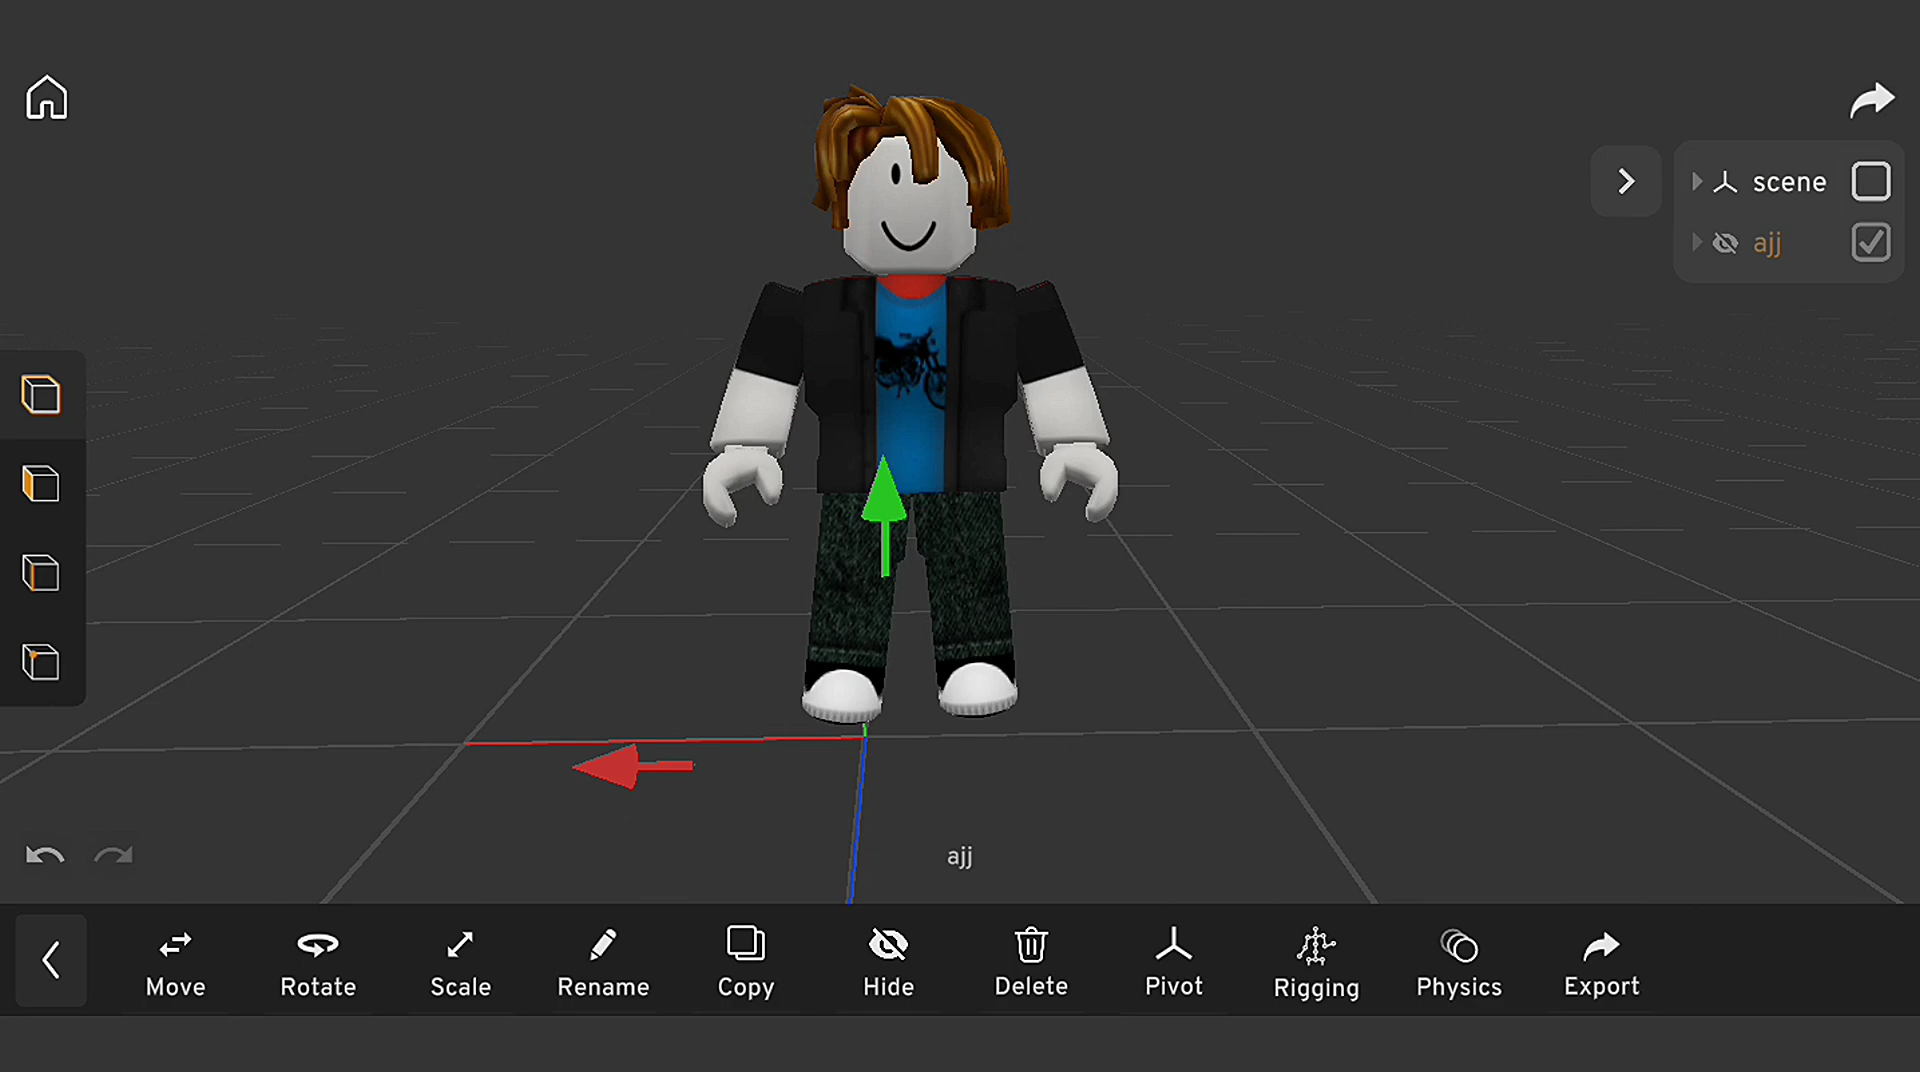 scene
ajj
ajj
Move
Rotate
Scale
Rename
Copy
Hide
Delete
Pivot
Rigging
Physics
Export